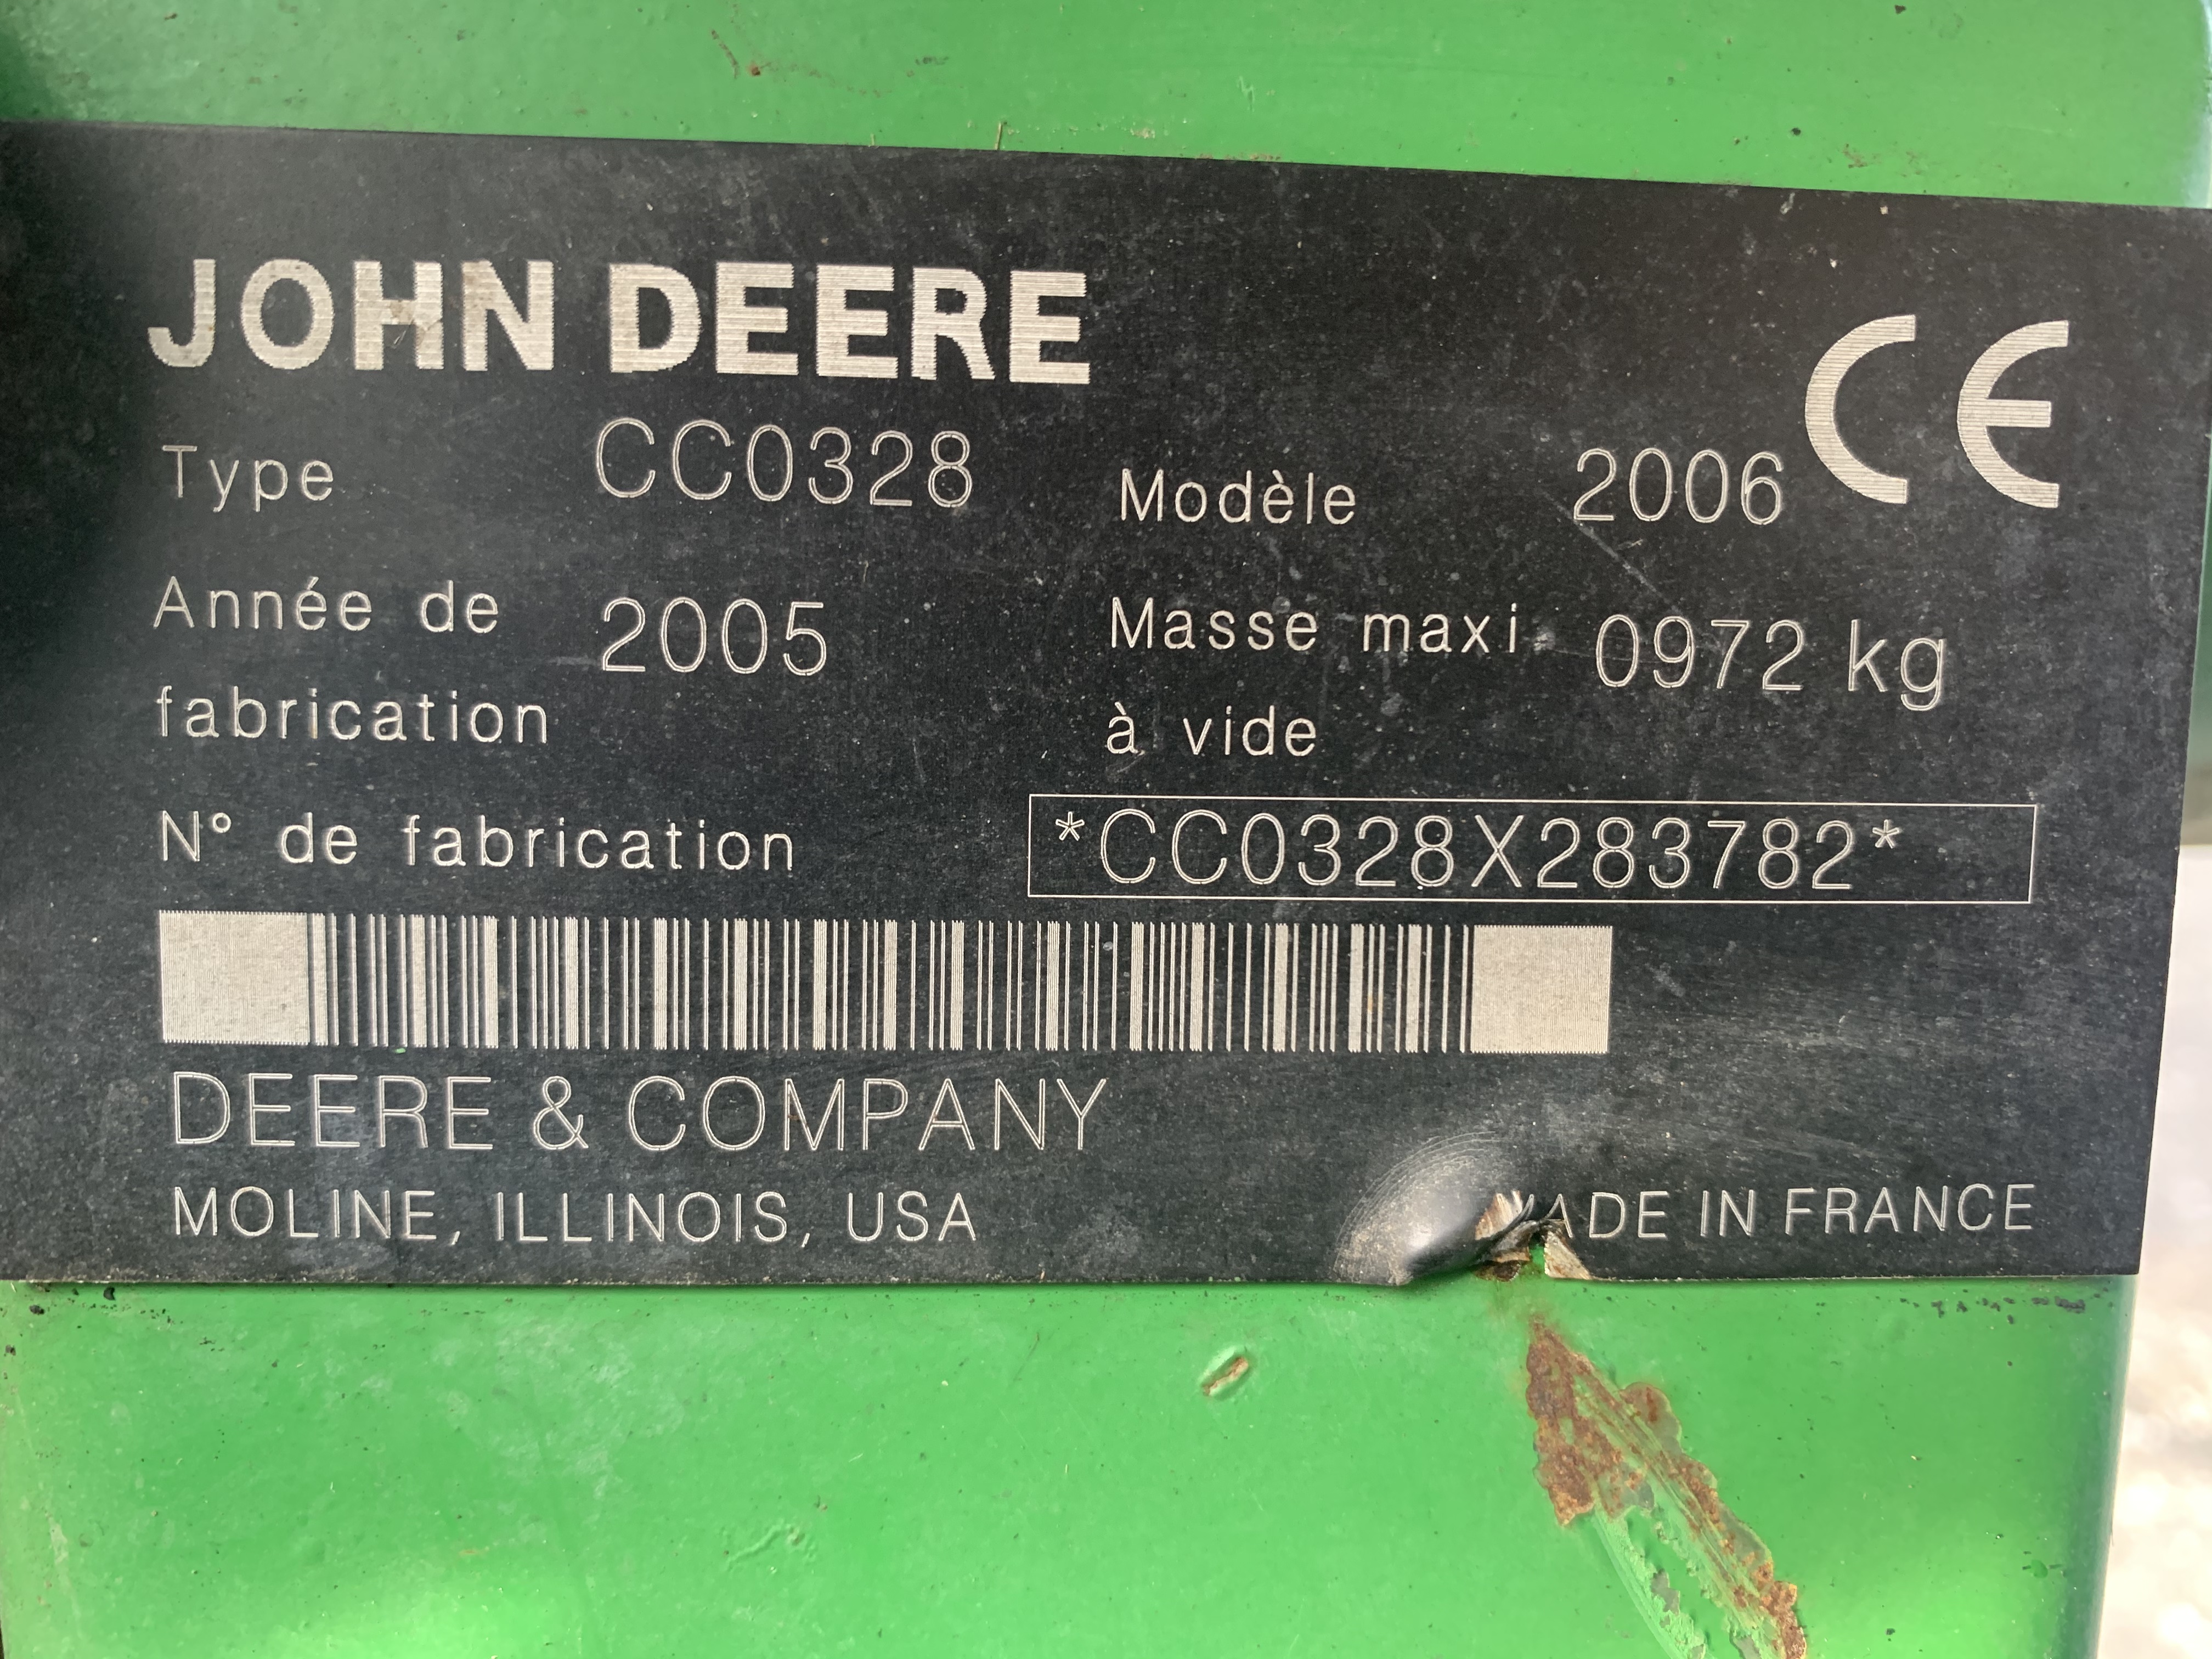 JOHN DEERE
CE
Type CC0328 Modèle 2006
Année de fabrication 2005 Masse maxi à vide 0972 kg
N° de fabrication *CC0328X283782*
DEERE & COMPANY
MOLINE, ILLINOIS, USA MADE IN FRANCE